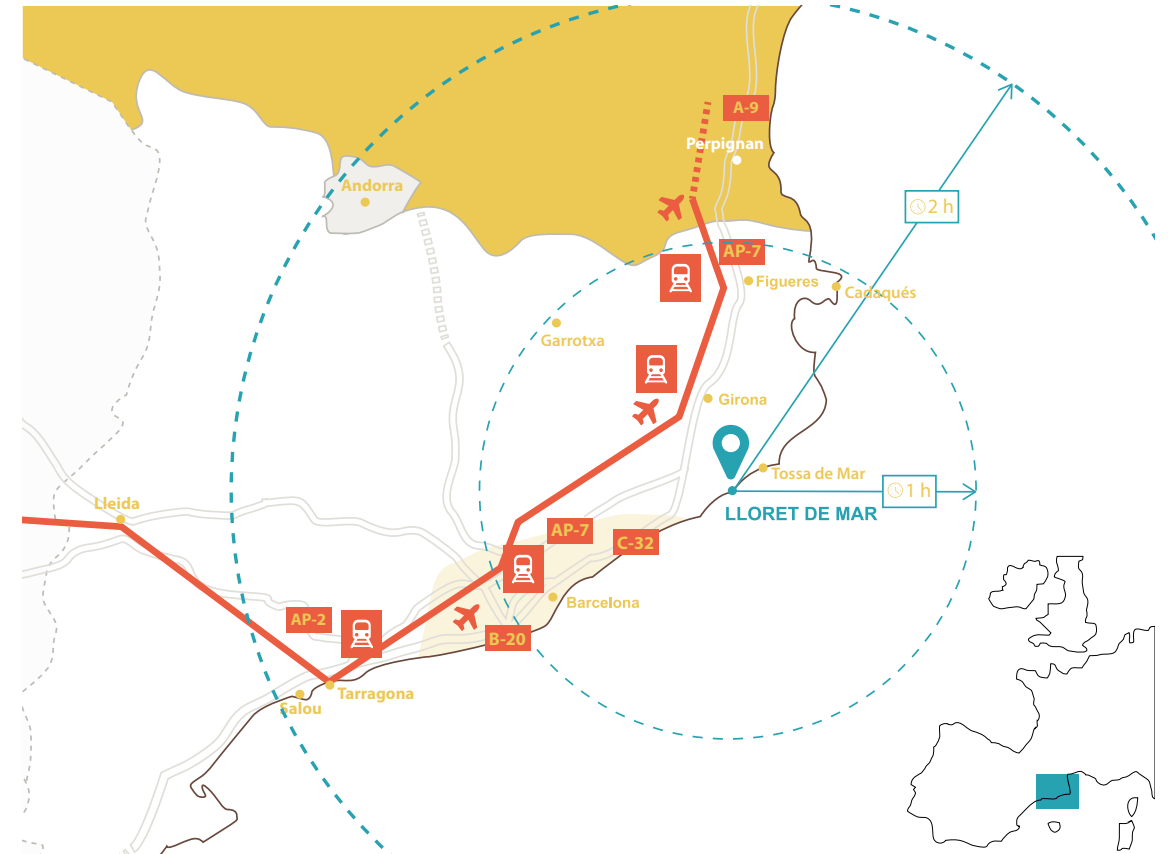 A-9
Perpignan
Andorra
2 h
AP-7
Figueres
Cadaqués
Garrotxa
Girona
Tossa de Mar
1 h
LLORET DE MAR
Lleida
AP-7
C-32
Barcelona
AP-2
B-20
Tarragona
Salou